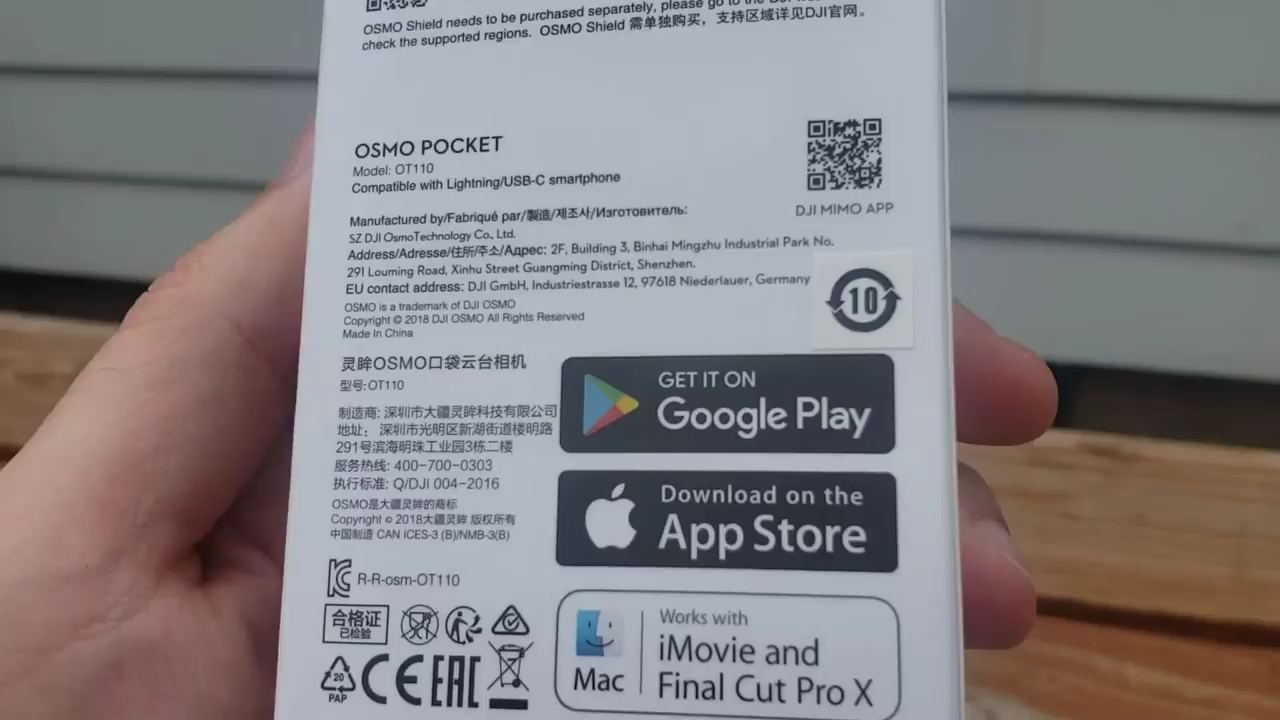 OSMO Shield needs to be purchased separately, please go to the DJI
check the supported regions. OSMO Shield 需单独购买，支持区域详见DJI官网。
OSMO POCKET
Model: OT110
Compatible with Lightning/USB-C smartphone
DJI MIMO APP
Manufactured by/Fabriqué par/製造/제조사/Изготовитель:
SZ DJI OsmoTechnology Co., Ltd.
Address/Adresse/住所/주소/Адрес: 2F, Building 3, Binhai Mingzhu Industrial Park No.
291 Louming Road, Xinhu Street Guangming District, Shenzhen.
EU contact address: DJI GmbH, Industriestrasse 12, 97618 Niederlauer, Germany
OSMO is a trademark of DJI OSMO
Copyright © 2018 DJI OSMO All Rights Reserved
Made In China
10
灵眸OSMO口袋云台相机
型号:OT110
制造商: 深圳市大疆灵眸科技有限公司
地址： 深圳市光明区新湖街道楼明路
291号滨海明珠工业园3栋二楼
服务热线: 400-700-0303
执行标准: Q/DJI 004-2016
OSMO是大疆灵眸的商标
Copyright © 2018大疆灵眸 版权所有
中国制造 CAN ICES-3 (B)/NMB-3(B)
GET IT ON
Google Play
Download on the
App Store
R-R-osm-OT110
合格证
已检验
20
PAP
CE EAC
Mac
Works with
iMovie and
Final Cut Pro X